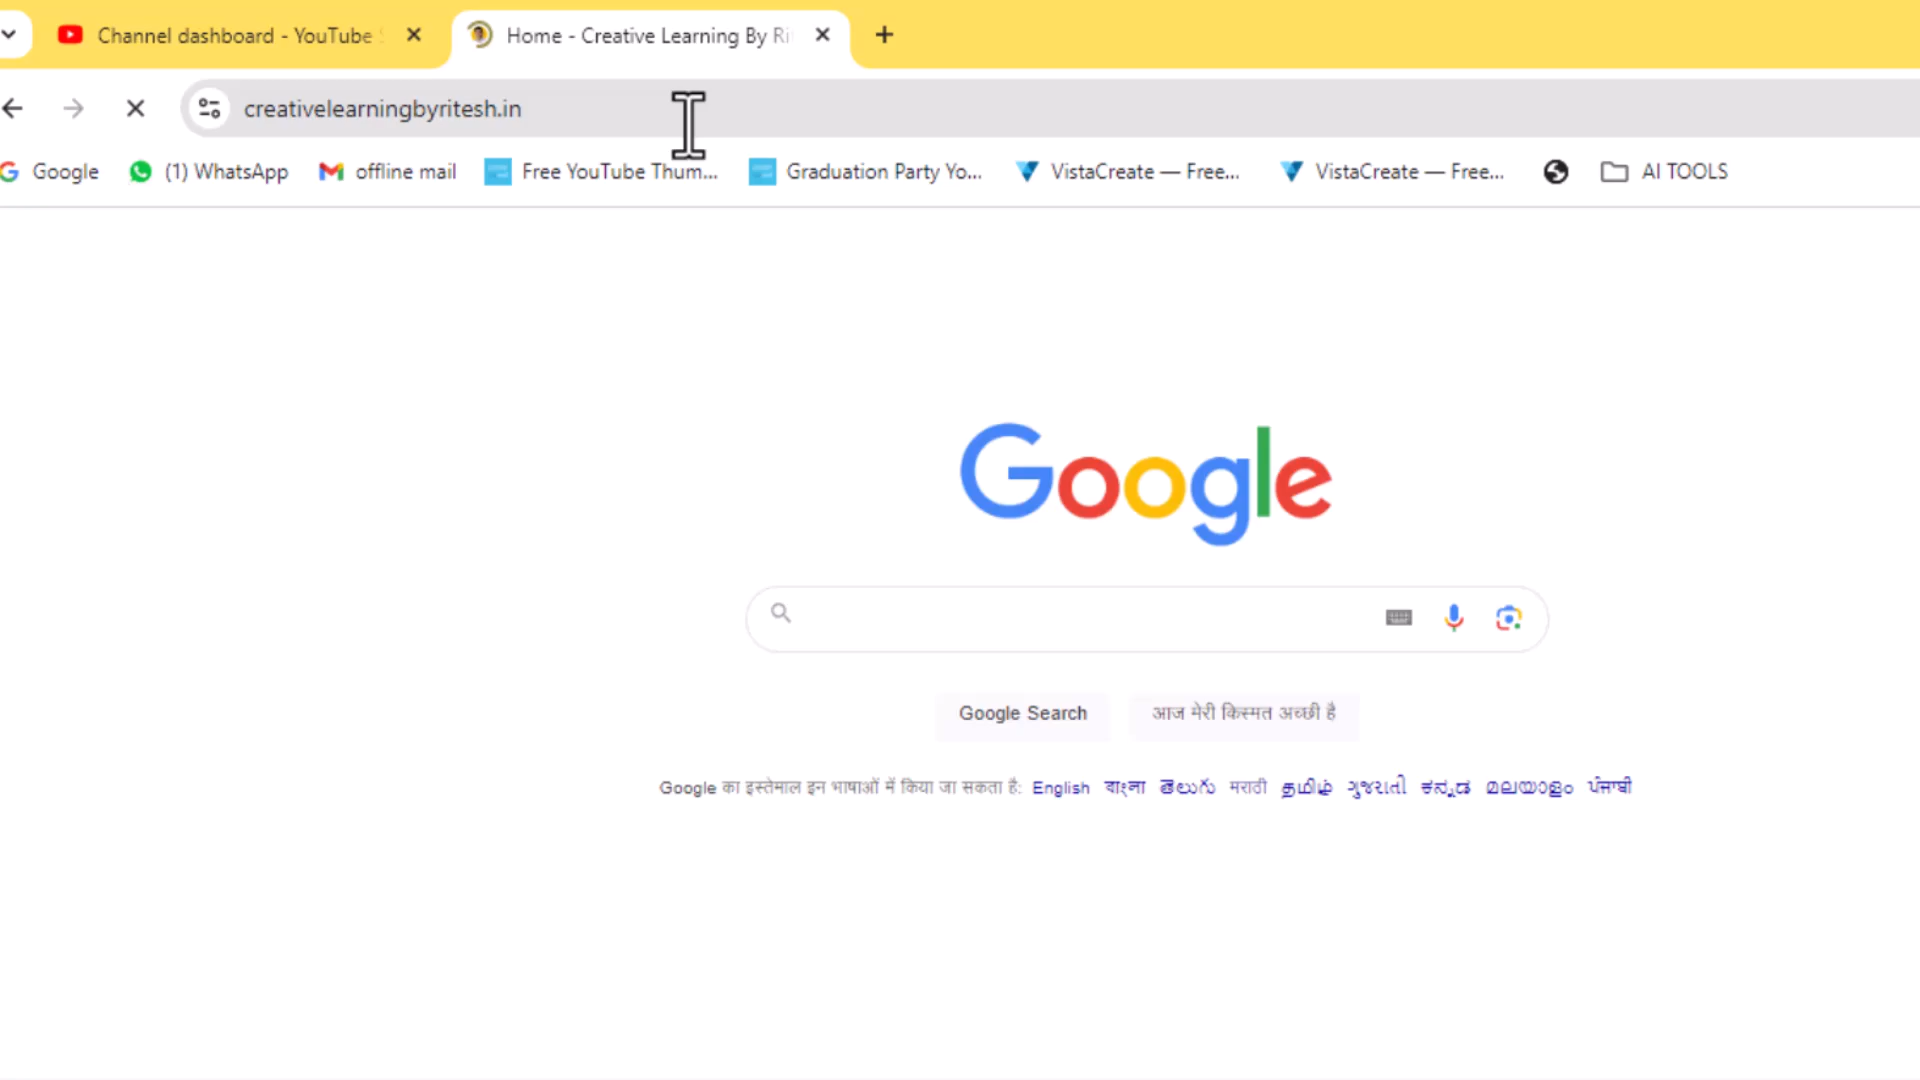 Channel dashboard - YouTube
Home - Creative Learning By Ri
creativelearningbyritesh.in
Google (1) WhatsApp offline mail Free YouTube Thum... Graduation Party Yo... VistaCreate — Free... VistaCreate — Free... AI TOOLS
Google
Google Search आज मेरी किस्मत अच्छी है
Google का इस्तेमाल इन भाषाओं में किया जा सकता है: English বাংলা తెలుగు मराठी தமிழ் ગુજરાતી ಕನ್ನಡ മലയാളം ਪੰਜਾਬੀ